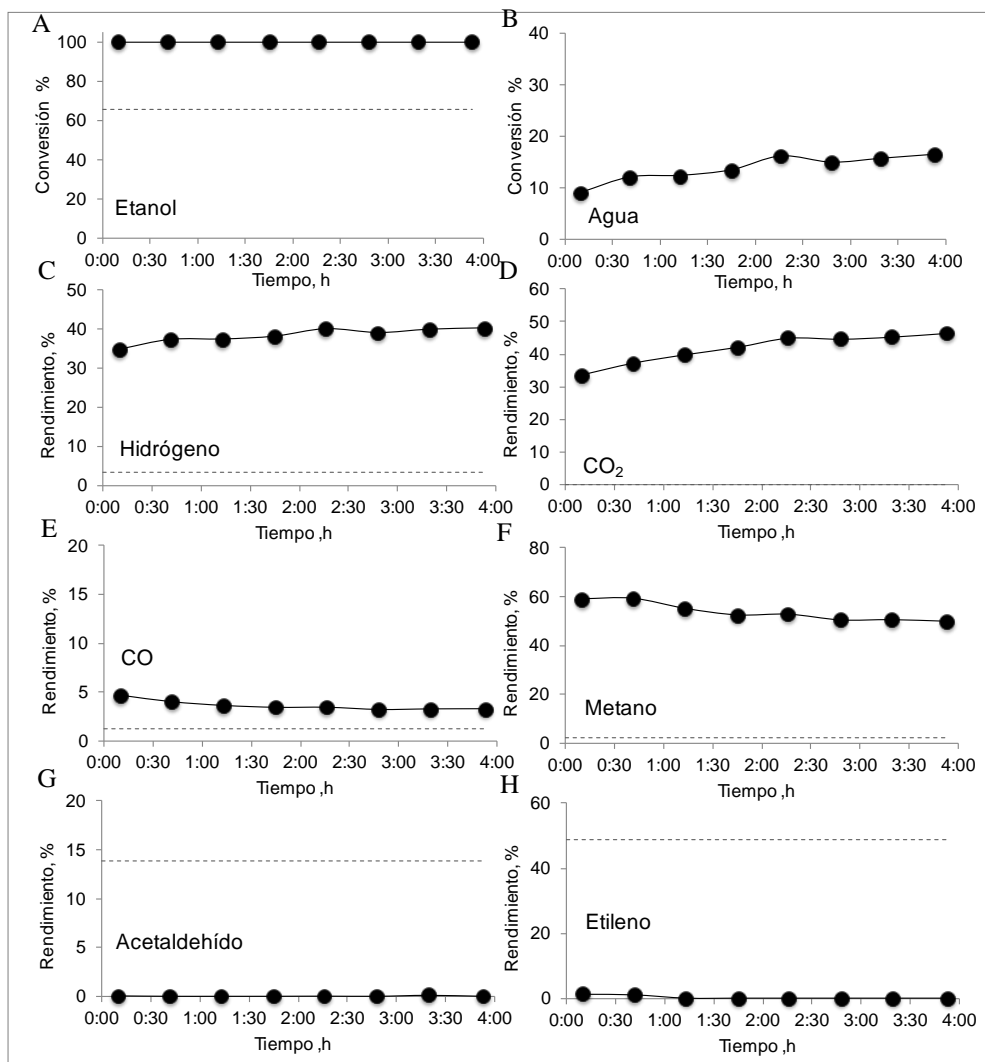 A
100
80
60
40
20
0
Conversión %
Etanol
0:00 0:30 1:00 1:30 2:00 2:30 3:00 3:30 4:00
Tiempo, h
B
40
30
20
10
0
Conversión %
Agua
0:00 0:30 1:00 1:30 2:00 2:30 3:00 3:30 4:00
Tiempo, h
C
50
40
30
20
10
0
Rendimiento, %
Hidrógeno
0:00 0:30 1:00 1:30 2:00 2:30 3:00 3:30 4:00
Tiempo ,h
D
60
50
40
30
20
10
0
Rendimiento, %
CO₂
0:00 0:30 1:00 1:30 2:00 2:30 3:00 3:30 4:00
Tiempo ,h
E
20
15
10
5
0
Rendimiento, %
CO
0:00 0:30 1:00 1:30 2:00 2:30 3:00 3:30 4:00
Tiempo ,h
F
80
60
40
20
0
Rendimiento, %
Metano
0:00 0:30 1:00 1:30 2:00 2:30 3:00 3:30 4:00
Tiempo ,h
G
20
15
10
5
0
Rendimiento, %
Acetaldehído
0:00 0:30 1:00 1:30 2:00 2:30 3:00 3:30 4:00
Tiempo ,h
H
60
40
20
0
Rendimiento, %
Etileno
0:00 0:30 1:00 1:30 2:00 2:30 3:00 3:30 4:00
Tiempo ,h